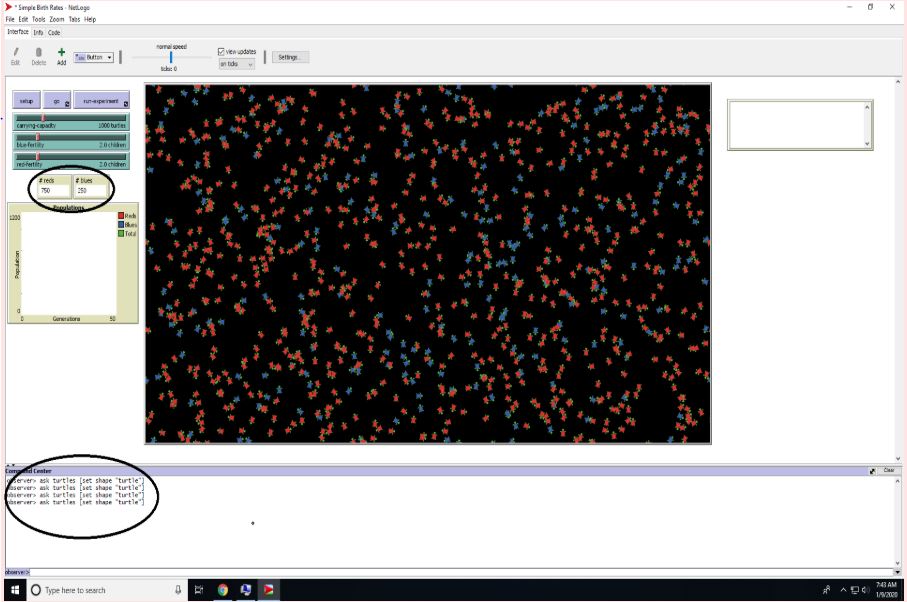 * Simple Birth Rates - NetLogo
File Edit Tools Zoom Tabs Help
Interface Info Code
Edit Delete Add Button normal speed ticks: 0 view updates on ticks Settings...
setup go run-experiment
carrying-capacity 1000 turtles
blue-fertility 2.0 children
red-fertility 2.0 children
# reds # blues
750 250
Populations
1200
Population
0
0 Generations 50
Reds
Blues
Total
Command Center Clear
observer> ask turtles [set shape "turtle"]
observer> ask turtles [set shape "turtle"]
observer> ask turtles [set shape "turtle"]
observer> ask turtles [set shape "turtle"]
observer>
Type here to search
7:43 AM
1/9/2020